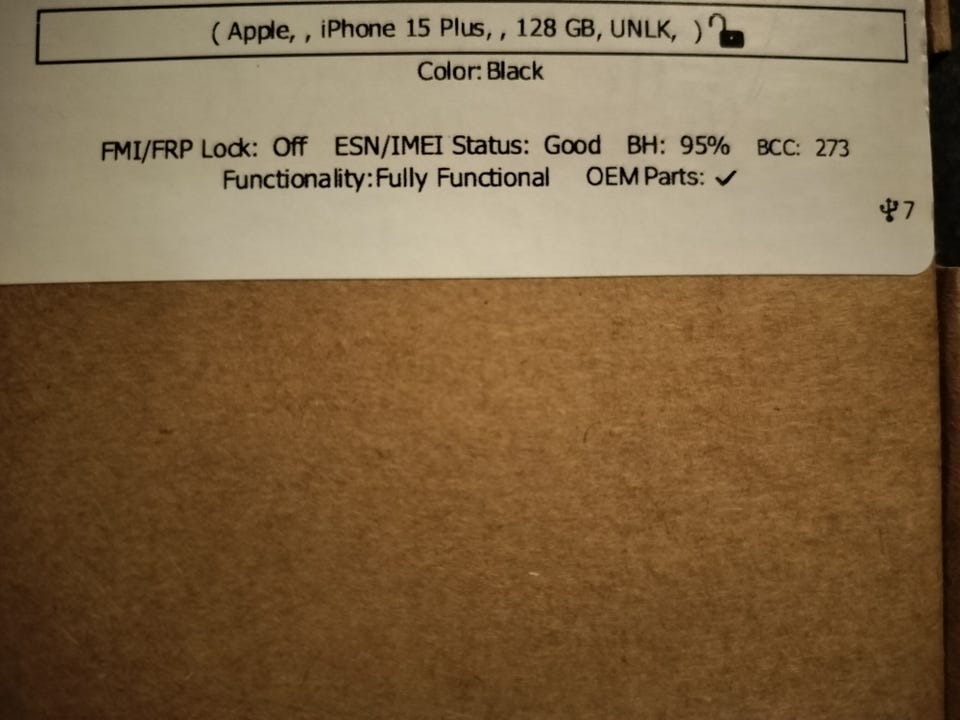 ( Apple, , iPhone 15 Plus, , 128 GB, UNLK, )
Color: Black
FMI/FRP Lock: Off ESN/IMEI Status: Good BH: 95% BCC: 273
Functionality: Fully Functional OEM Parts: ✓
7